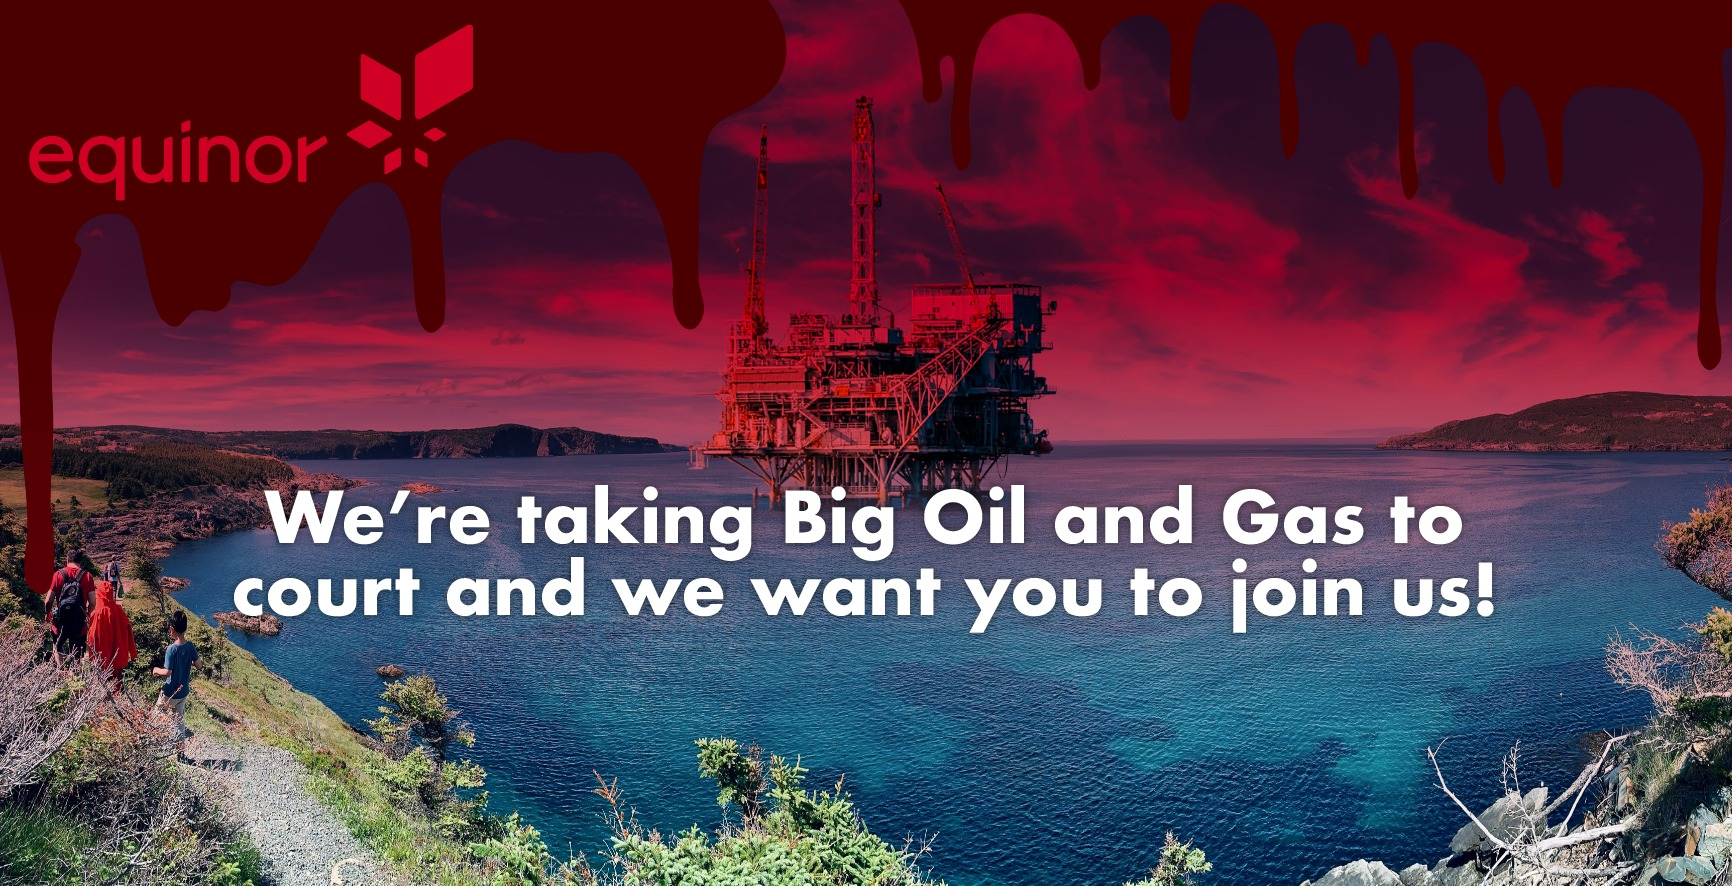 equinor
We’re taking Big Oil and Gas to
court and we want you to join us!